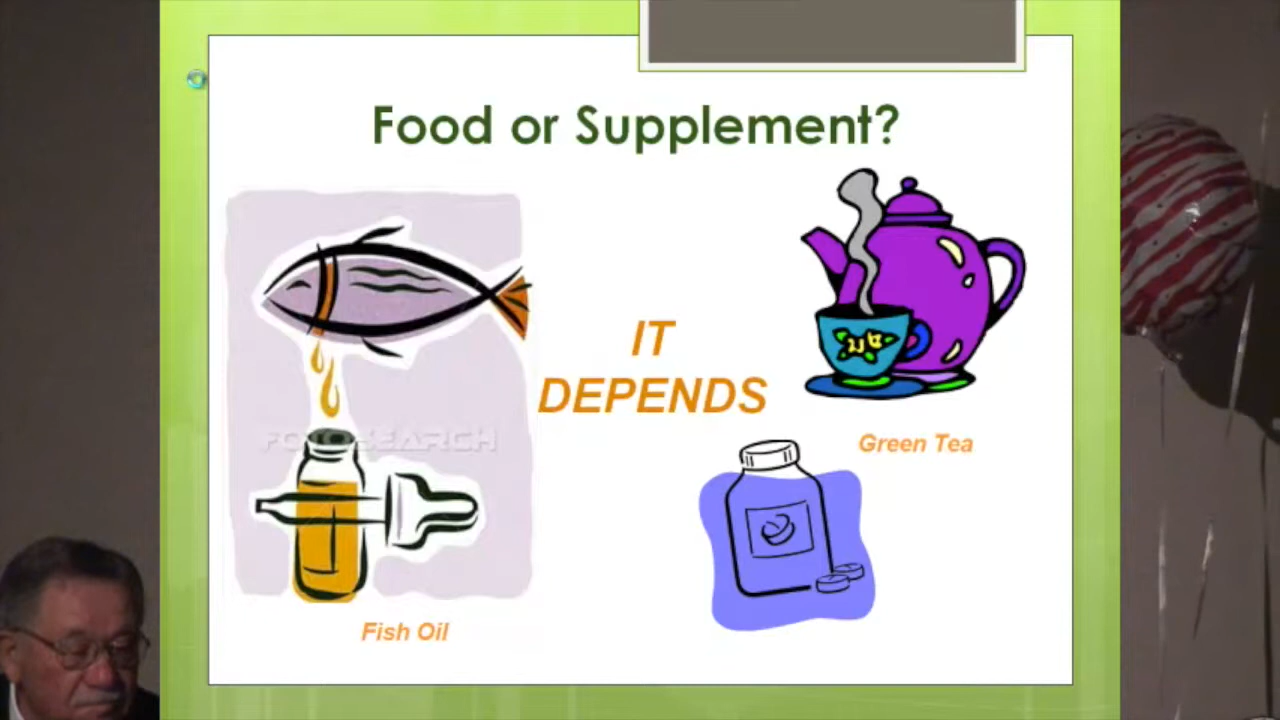 Food or Supplement?
IT
DEPENDS
Green Tea
Fish Oil